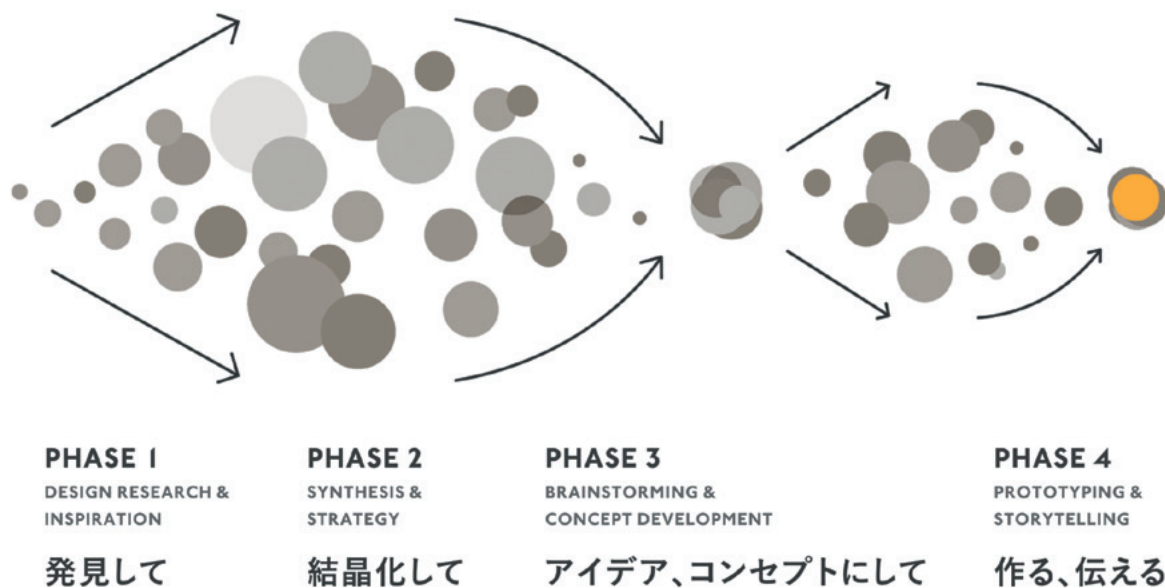 PHASE 1
DESIGN RESEARCH &
INSPIRATION
発見して
PHASE 2
SYNTHESIS &
STRATEGY
結晶化して
PHASE 3
BRAINSTORMING &
CONCEPT DEVELOPMENT
アイデア、コンセプトにして
PHASE 4
PROTOTYPING &
STORYTELLING
作る、伝える